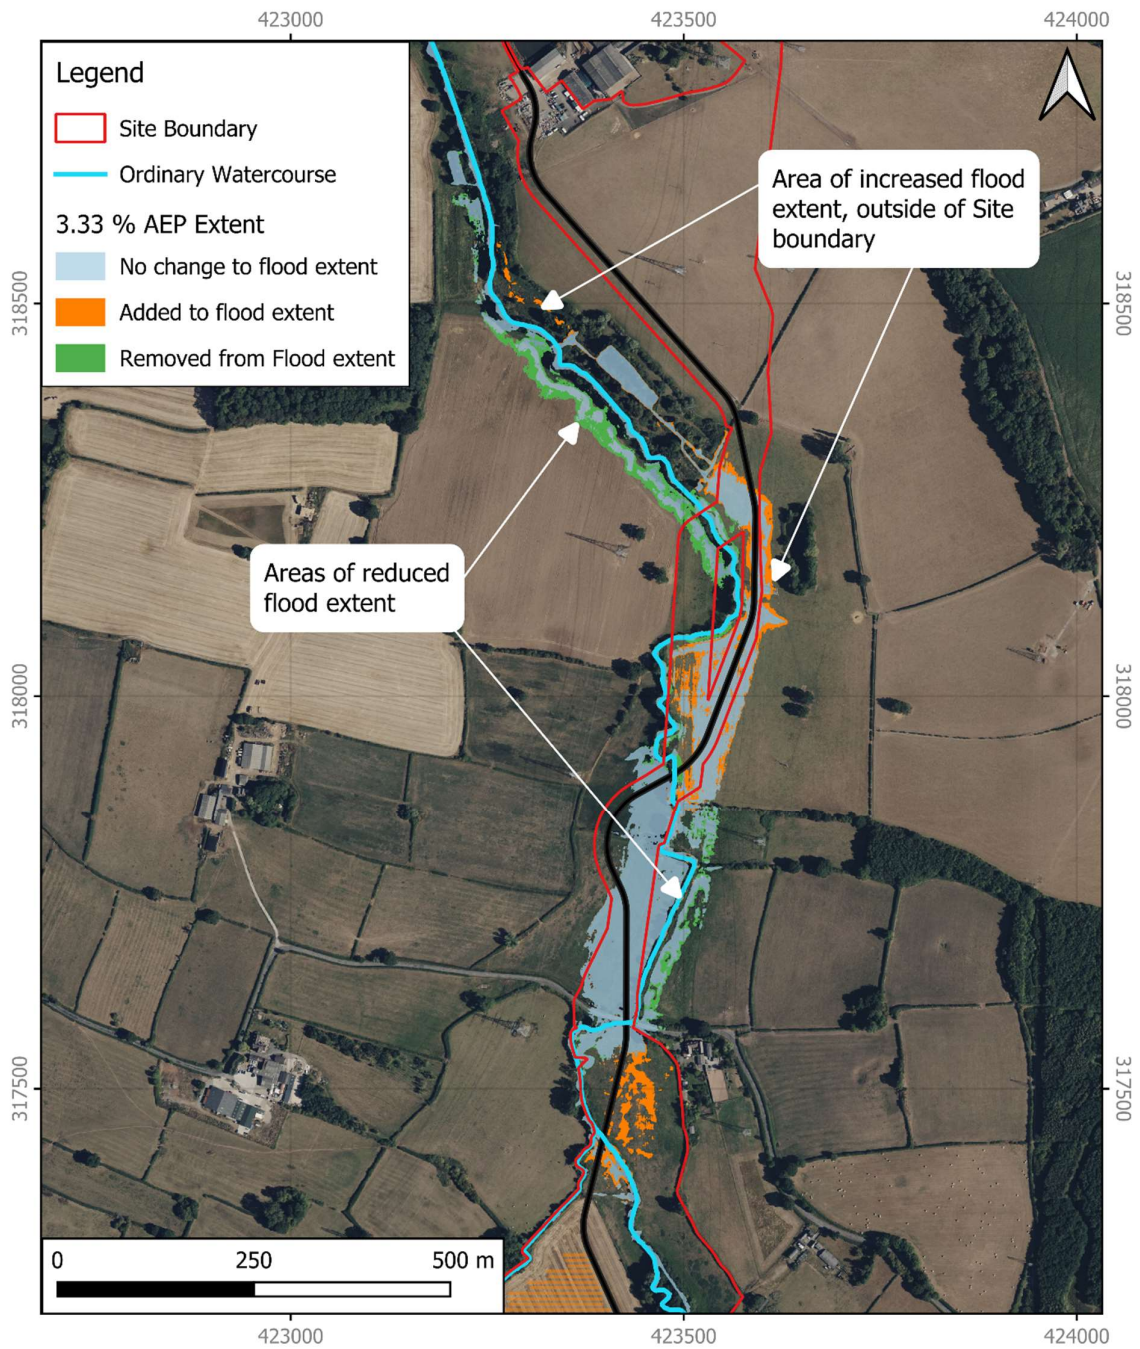 423000
423500
424000
Legend
Site Boundary
Ordinary Watercourse
3.33 % AEP Extent
No change to flood extent
Added to flood extent
Removed from Flood extent
Area of increased flood
extent, outside of Site
boundary
318500
318500
Areas of reduced
flood extent
318000
318000
317500
317500
0 250 500 m
423000
423500
424000